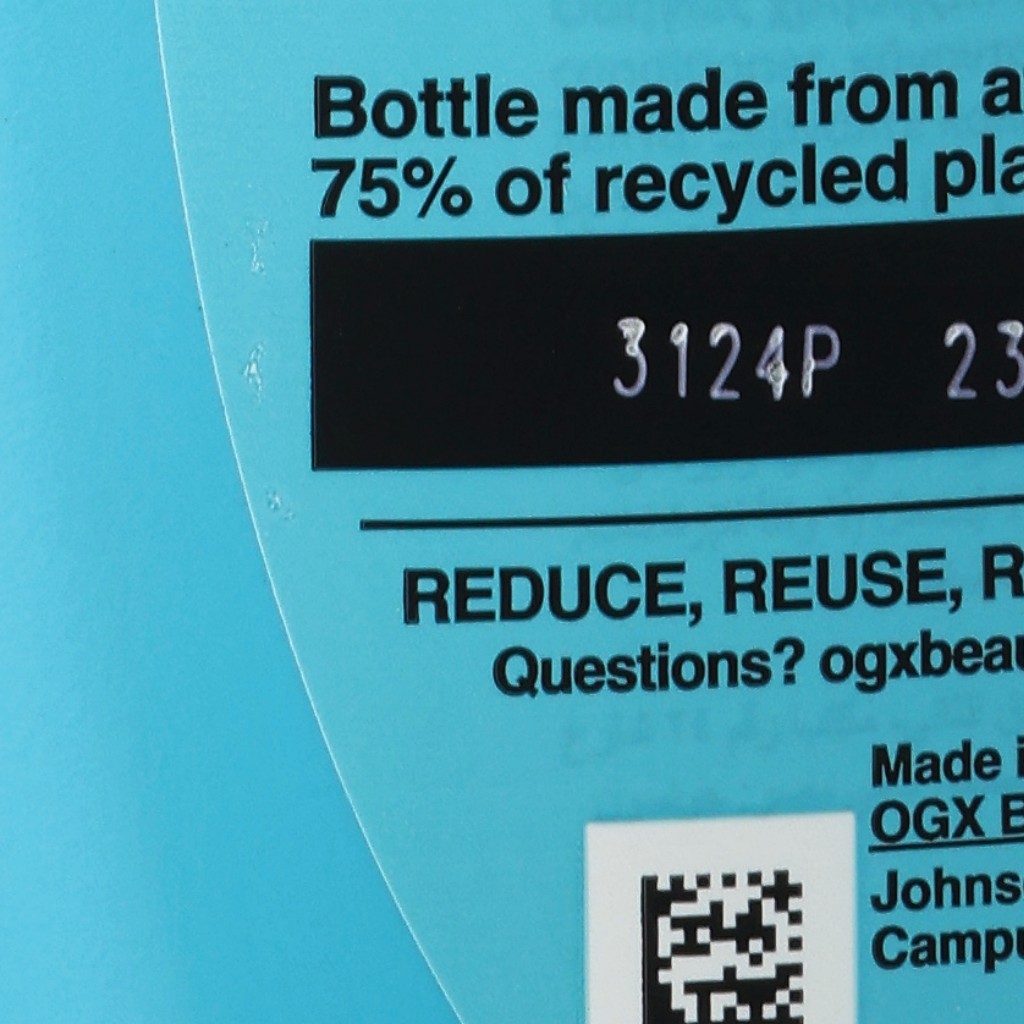 Bottle made from a
75% of recycled pla
3124P 23
REDUCE, REUSE, R
Questions? ogxbeau
Made i
OGX B
Johns
Campu